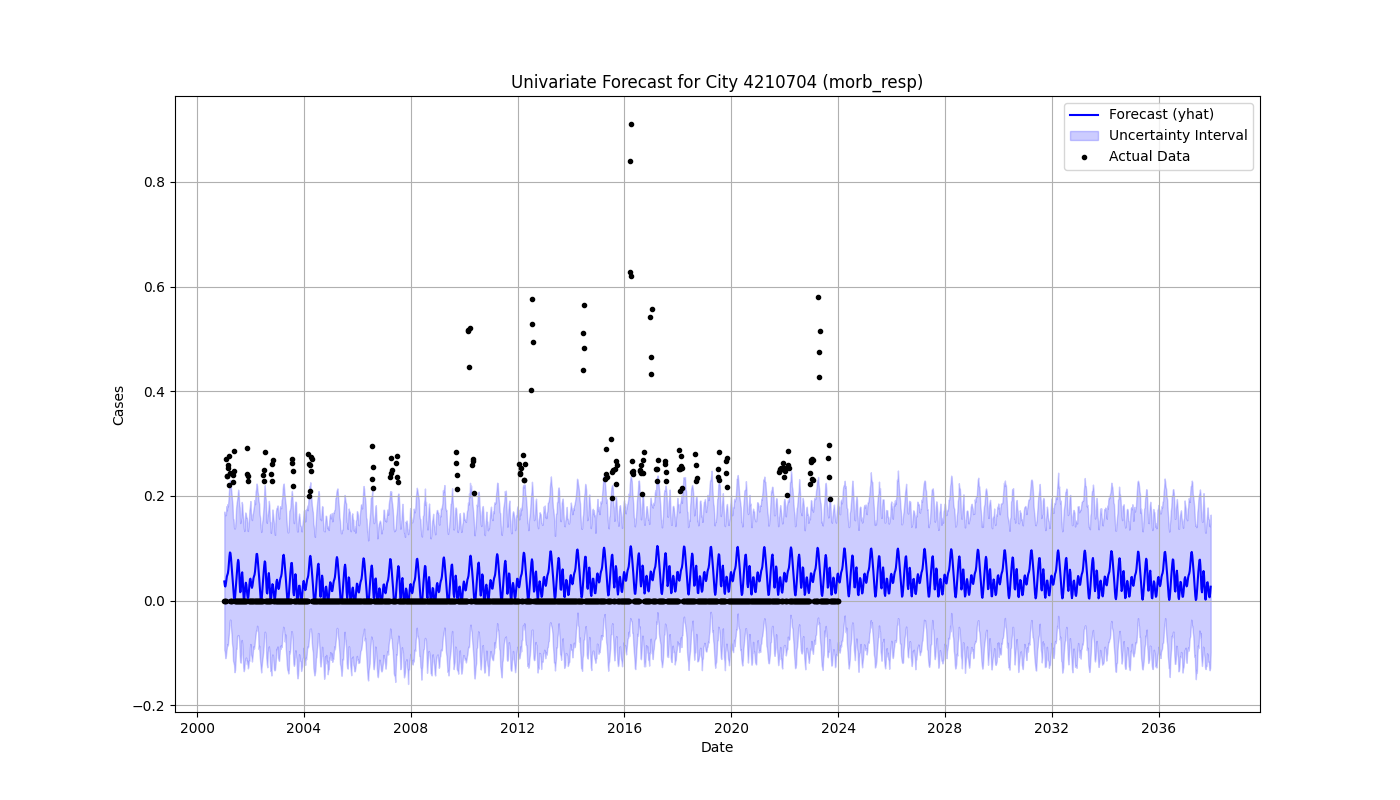 Univariate Forecast for City 4210704 (morb_resp)
Forecast (yhat)
Uncertainty Interval
Actual Data
Cases
0.8
0.6
0.4
0.2
0.0
−0.2
2000 2004 2008 2012 2016 2020 2024 2028 2032 2036
Date